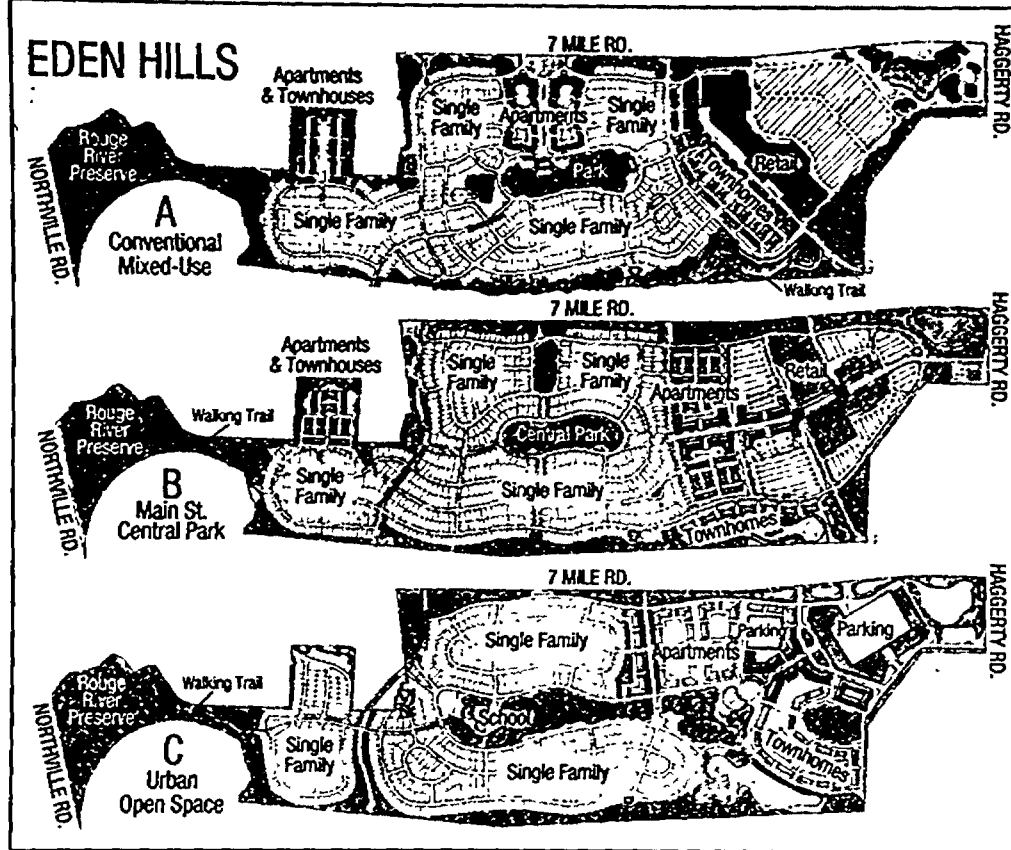 EDEN HILLS
7 MILE RD.
HAGGERTY RD.
Apartments
& Townhouses
Single
Family
Apartments
Single
Family
Rouge
River
Preserve
NORTHVILLE RD.
A
Conventional
Mixed-Use
Single Family
Park
Single Family
Townhomes
Retail
Walking Trail
7 MILE RD.
HAGGERTY RD.
Apartments
& Townhouses
Single
Family
Single
Family
Retail
Apartments
Rouge
River
Preserve
Walking Trail
NORTHVILLE RD.
B
Main St.
Central Park
Single
Family
Central Park
Single Family
Townhomes
7 MILE RD.
HAGGERTY RD.
Single Family
Apartments
Parking
Parking
Rouge
River
Preserve
Walking Trail
NORTHVILLE RD.
C
Urban
Open Space
Single
Family
School
Single Family
Townhomes